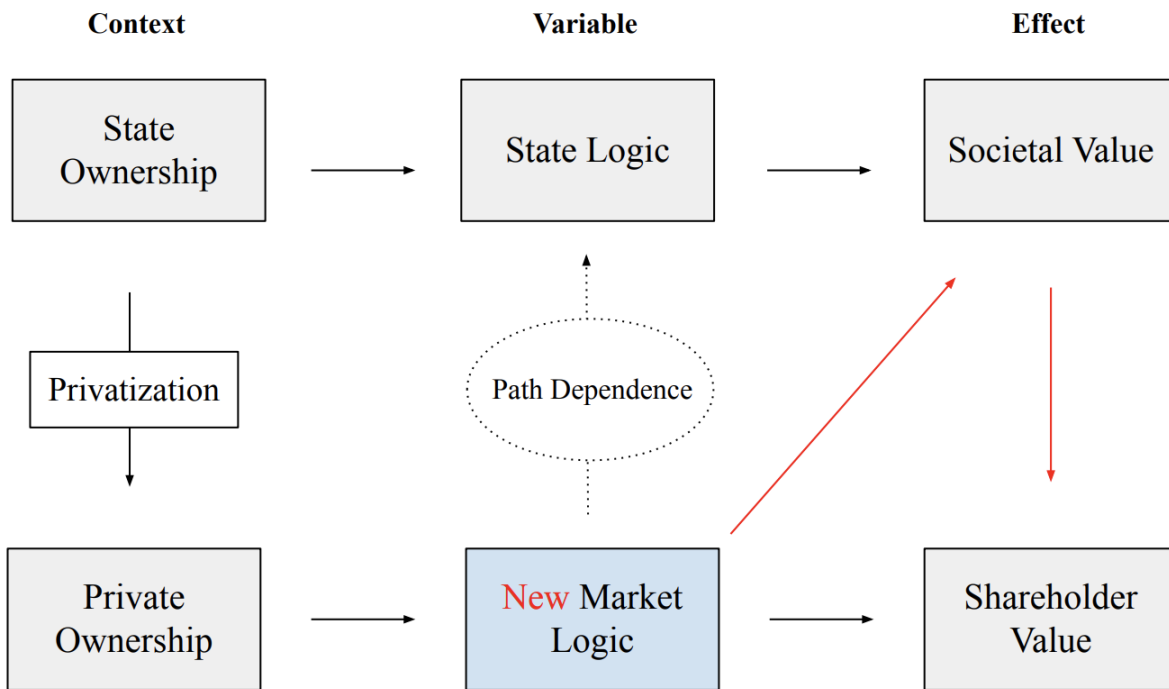 Context
Variable
Effect
State
Ownership
State Logic
Societal Value
Privatization
Path Dependence
Private
Ownership
New Market
Logic
Shareholder
Value